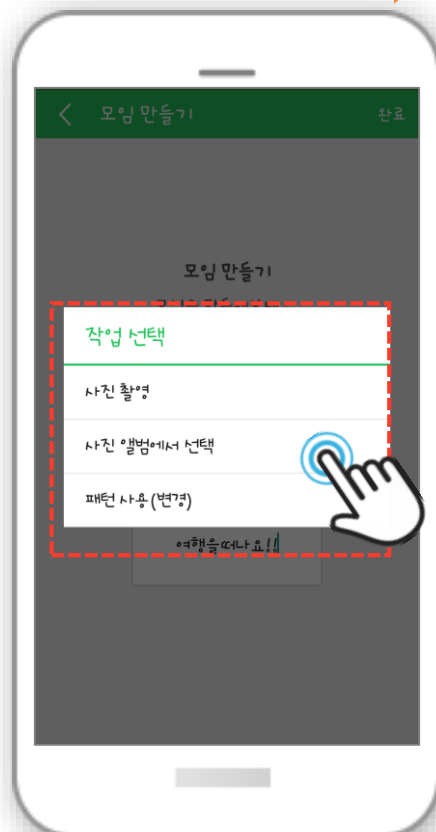 모임 만들기
완료
모임 만들기
작업 선택
사진 촬영
사진 앨범에서 선택
패턴 사용(변경)
여행을떠나요!!